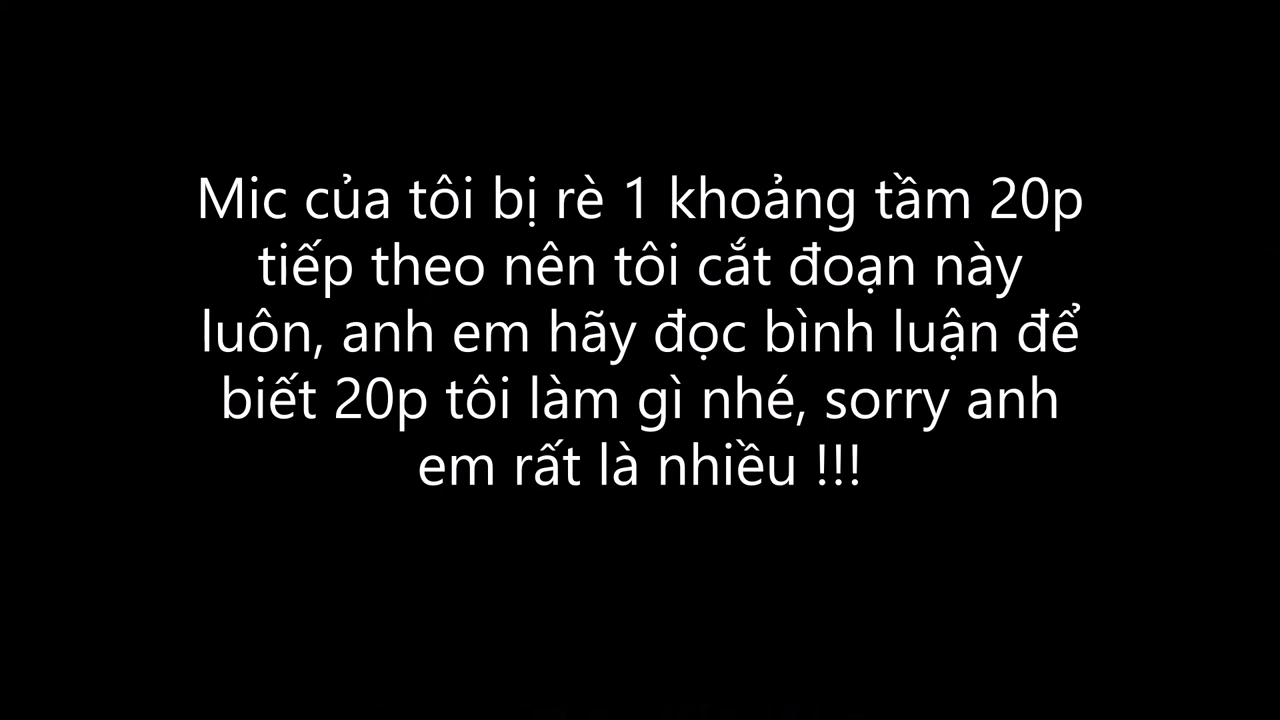 Mic của tôi bị rè 1 khoảng tầm 20p
tiếp theo nên tôi cắt đoạn này
luôn, anh em hãy đọc bình luận để
biết 20p tôi làm gì nhé, sorry anh
em rất là nhiều !!!